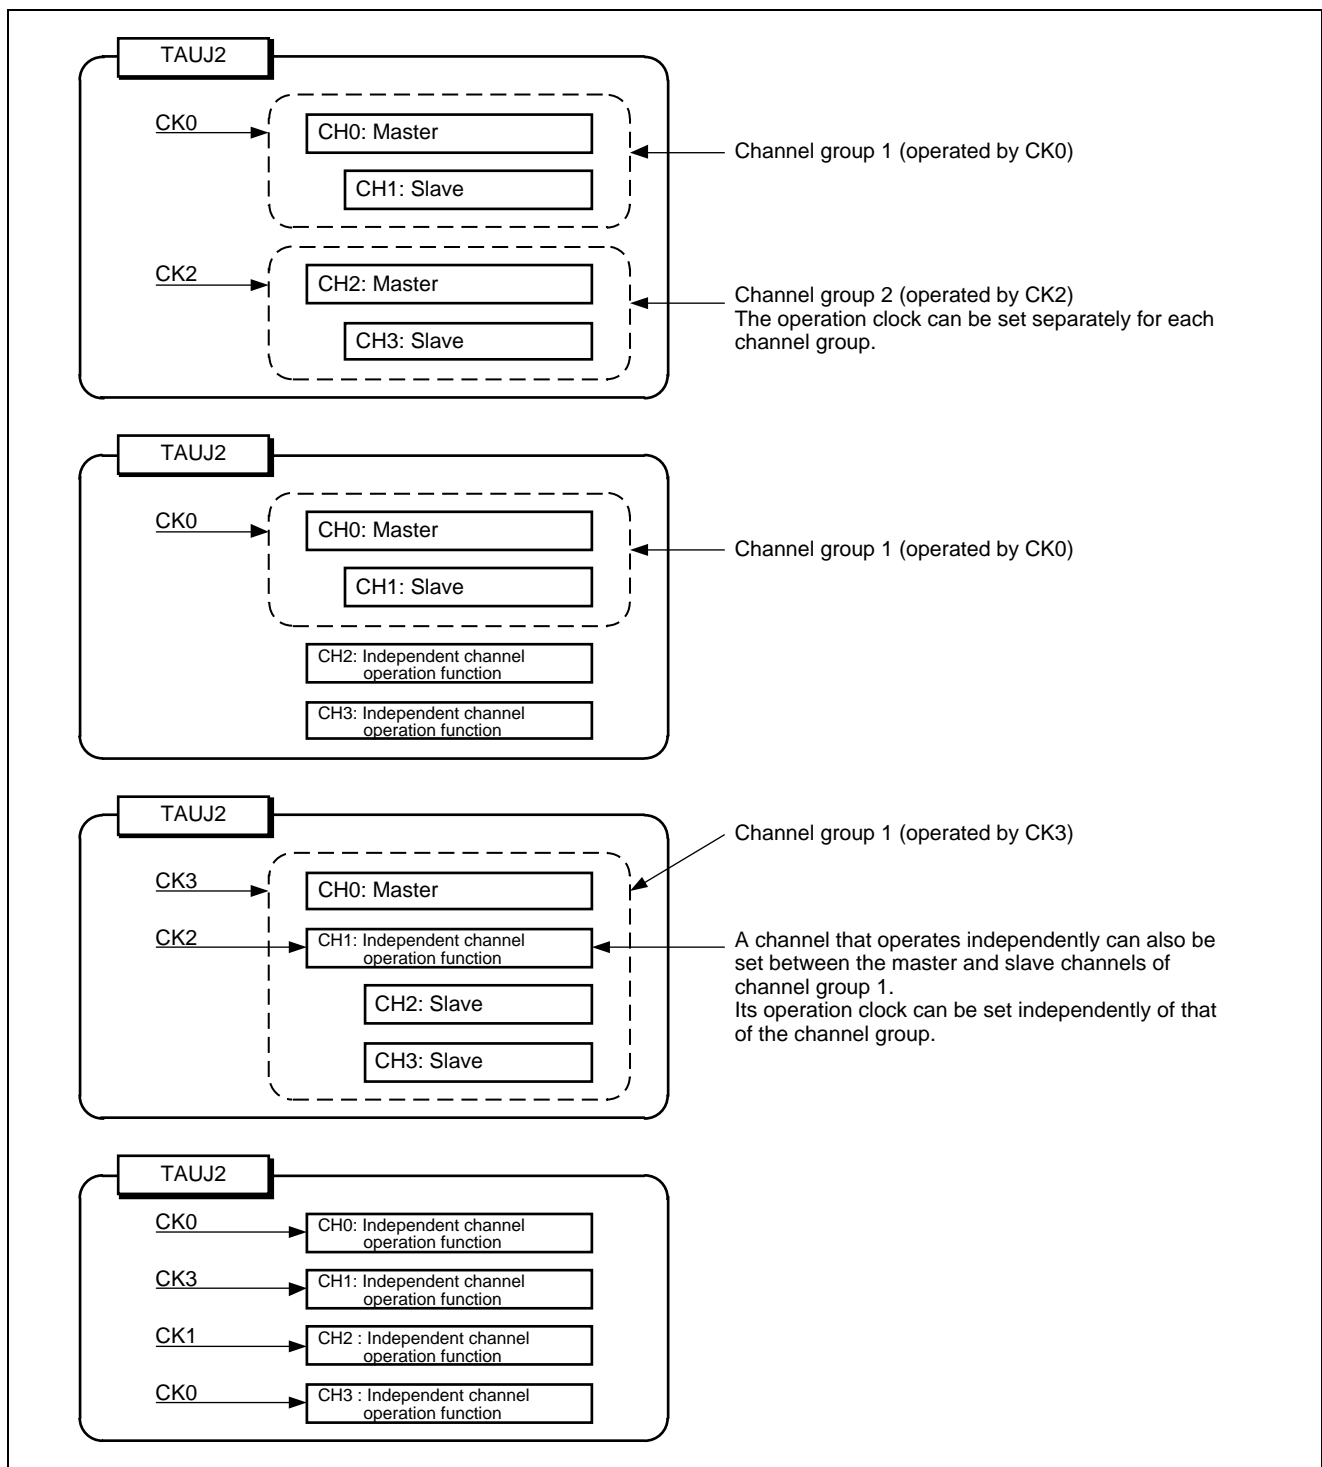 TAUJ2
CK0
CH0: Master
CH1: Slave
Channel group 1 (operated by CK0)
CK2
CH2: Master
CH3: Slave
Channel group 2 (operated by CK2)
The operation clock can be set separately for each
channel group.
TAUJ2
CK0
CH0: Master
CH1: Slave
Channel group 1 (operated by CK0)
CH2: Independent channel
operation function
CH3: Independent channel
operation function
TAUJ2
Channel group 1 (operated by CK3)
CK3
CH0: Master
CK2
CH1: Independent channel
operation function
A channel that operates independently can also be
set between the master and slave channels of
channel group 1.
Its operation clock can be set independently of that
of the channel group.
CH2: Slave
CH3: Slave
TAUJ2
CK0
CH0: Independent channel
operation function
CK3
CH1: Independent channel
operation function
CK1
CH2 : Independent channel
operation function
CK0
CH3 : Independent channel
operation function